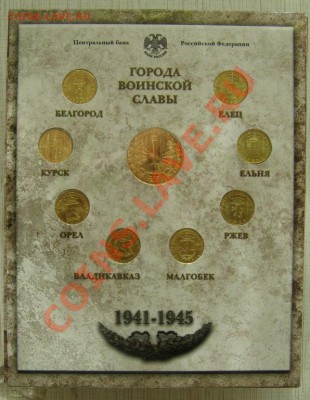 Центральный банк Российской Федерации
ГОРОДА
ВОИНСКОЙ
СЛАВЫ
БЕЛГОРОД
ЕЛЕЦ
КУРСК
ЕЛЬНЯ
ОРЕЛ
РЖЕВ
ВЛАДИКАВКАЗ
МАЛГОБЕК
1941-1945
COINS.LAVE.RU